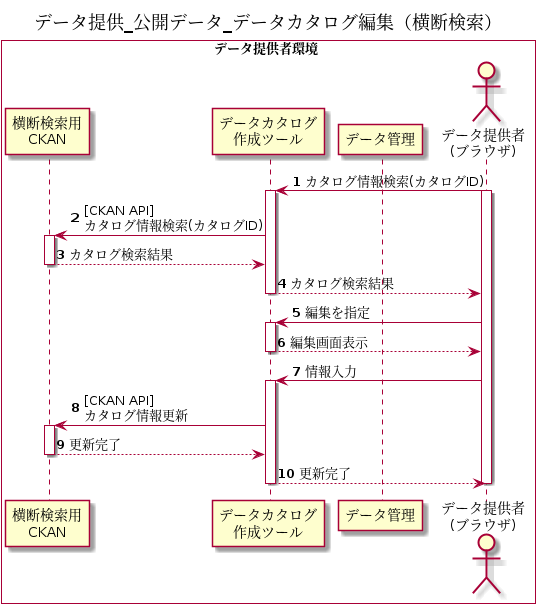 データ提供_公開データ_データカタログ編集（横断検索）
データ提供者環境
横断検索用
CKAN
データカタログ
作成ツール
データ管理
データ提供者
(ブラウザ)
1 カタログ情報検索(カタログID)
2 [CKAN API]
カタログ情報検索(カタログID)
3 カタログ検索結果
4 カタログ検索結果
5 編集を指定
6 編集画面表示
7 情報入力
8 [CKAN API]
カタログ情報更新
9 更新完了
10 更新完了
横断検索用
CKAN
データカタログ
作成ツール
データ管理
データ提供者
(ブラウザ)